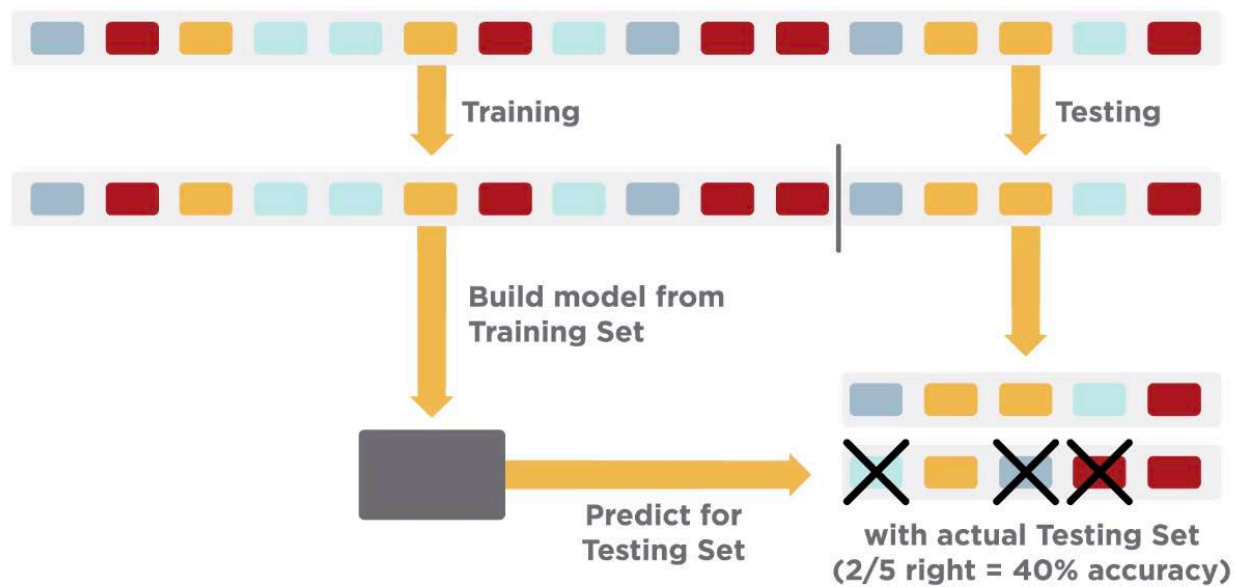 Training
Testing
Build model from
Training Set
Predict for
Testing Set
with actual Testing Set
(2/5 right = 40% accuracy)